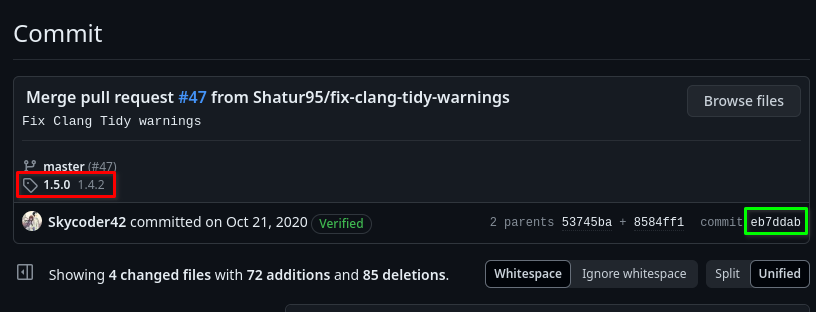 Commit
Merge pull request #47 from Shatur95/fix-clang-tidy-warnings
Browse files
Fix Clang Tidy warnings
master (#47)
1.5.0 1.4.2
Skycoder42 committed on Oct 21, 2020 Verified 2 parents 53745ba + 8584ff1 commit eb7ddab
Showing 4 changed files with 72 additions and 85 deletions. Whitespace Ignore whitespace Split Unified